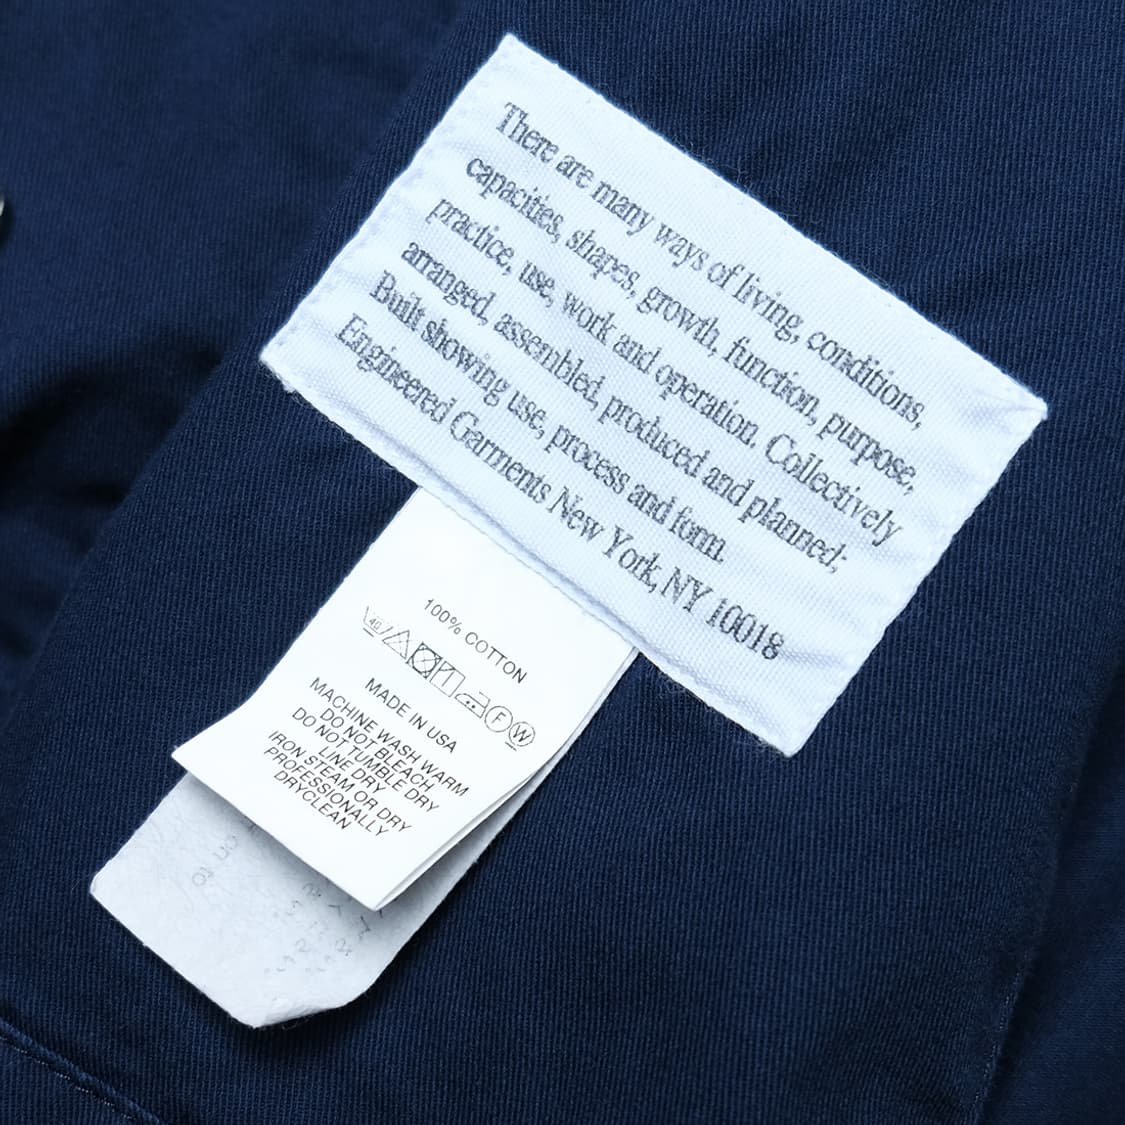 There are many ways of living, conditions,
capacities, shapes, growth, function, purpose,
practice, use, work and operation. Collectively
arranged, assembled, produced and planned;
Built showing use, process and form.
Engineered Garments New York, NY 10018
100% COTTON
40 F W
MADE IN USA
MACHINE WASH WARM
DO NOT BLEACH
DO NOT TUMBLE DRY
LINE DRY
IRON STEAM OR DRY
PROFESSIONALLY
DRYCLEAN